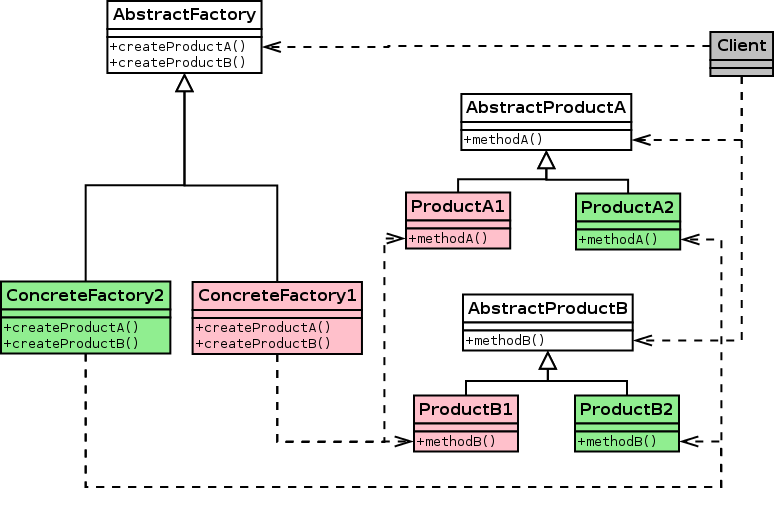 AbstractFactory
+createProductA()
+createProductB()
Client
AbstractProductA
+methodA()
ProductA1
+methodA()
ProductA2
+methodA()
ConcreteFactory2
+createProductA()
+createProductB()
ConcreteFactory1
+createProductA()
+createProductB()
AbstractProductB
+methodB()
ProductB1
+methodB()
ProductB2
+methodB()